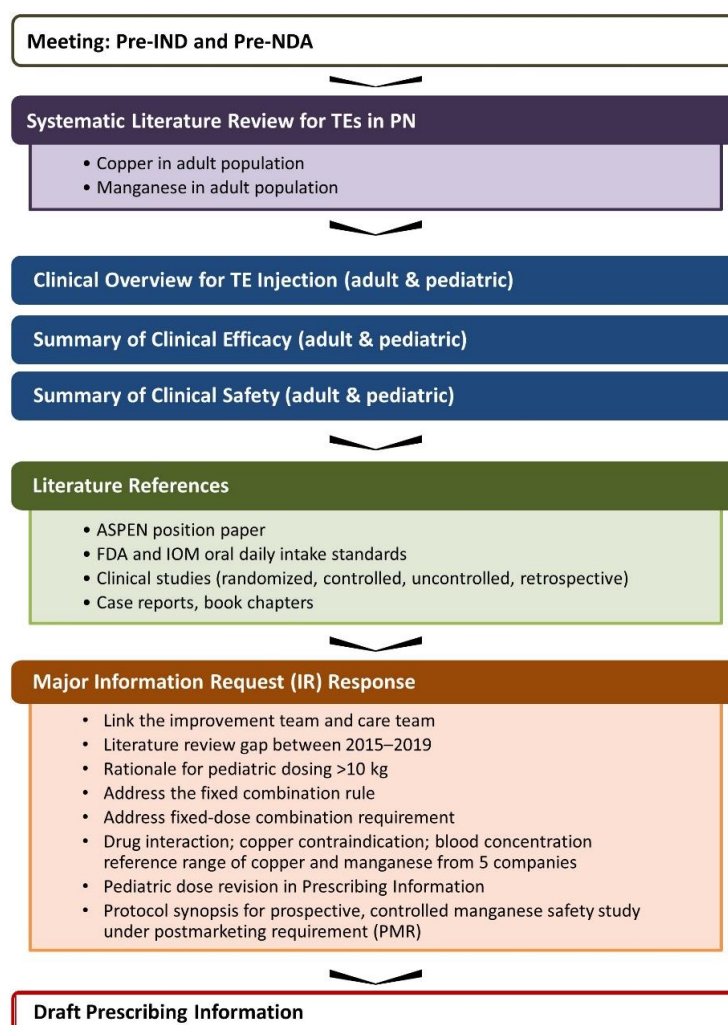 Meeting: Pre-IND and Pre-NDA
Systematic Literature Review for TEs in PN
• Copper in adult population
• Manganese in adult population
Clinical Overview for TE Injection (adult & pediatric)
Summary of Clinical Efficacy (adult & pediatric)
Summary of Clinical Safety (adult & pediatric)
Literature References
• ASPEN position paper
• FDA and IOM oral daily intake standards
• Clinical studies (randomized, controlled, uncontrolled, retrospective)
• Case reports, book chapters
Major Information Request (IR) Response
• Link the improvement team and care team
• Literature review gap between 2015–2019
• Rationale for pediatric dosing >10 kg
• Address the fixed combination rule
• Address fixed-dose combination requirement
• Drug interaction; copper contraindication; blood concentration
reference range of copper and manganese from 5 companies
• Pediatric dose revision in Prescribing Information
• Protocol synopsis for prospective, controlled manganese safety study
under postmarketing requirement (PMR)
Draft Prescribing Information